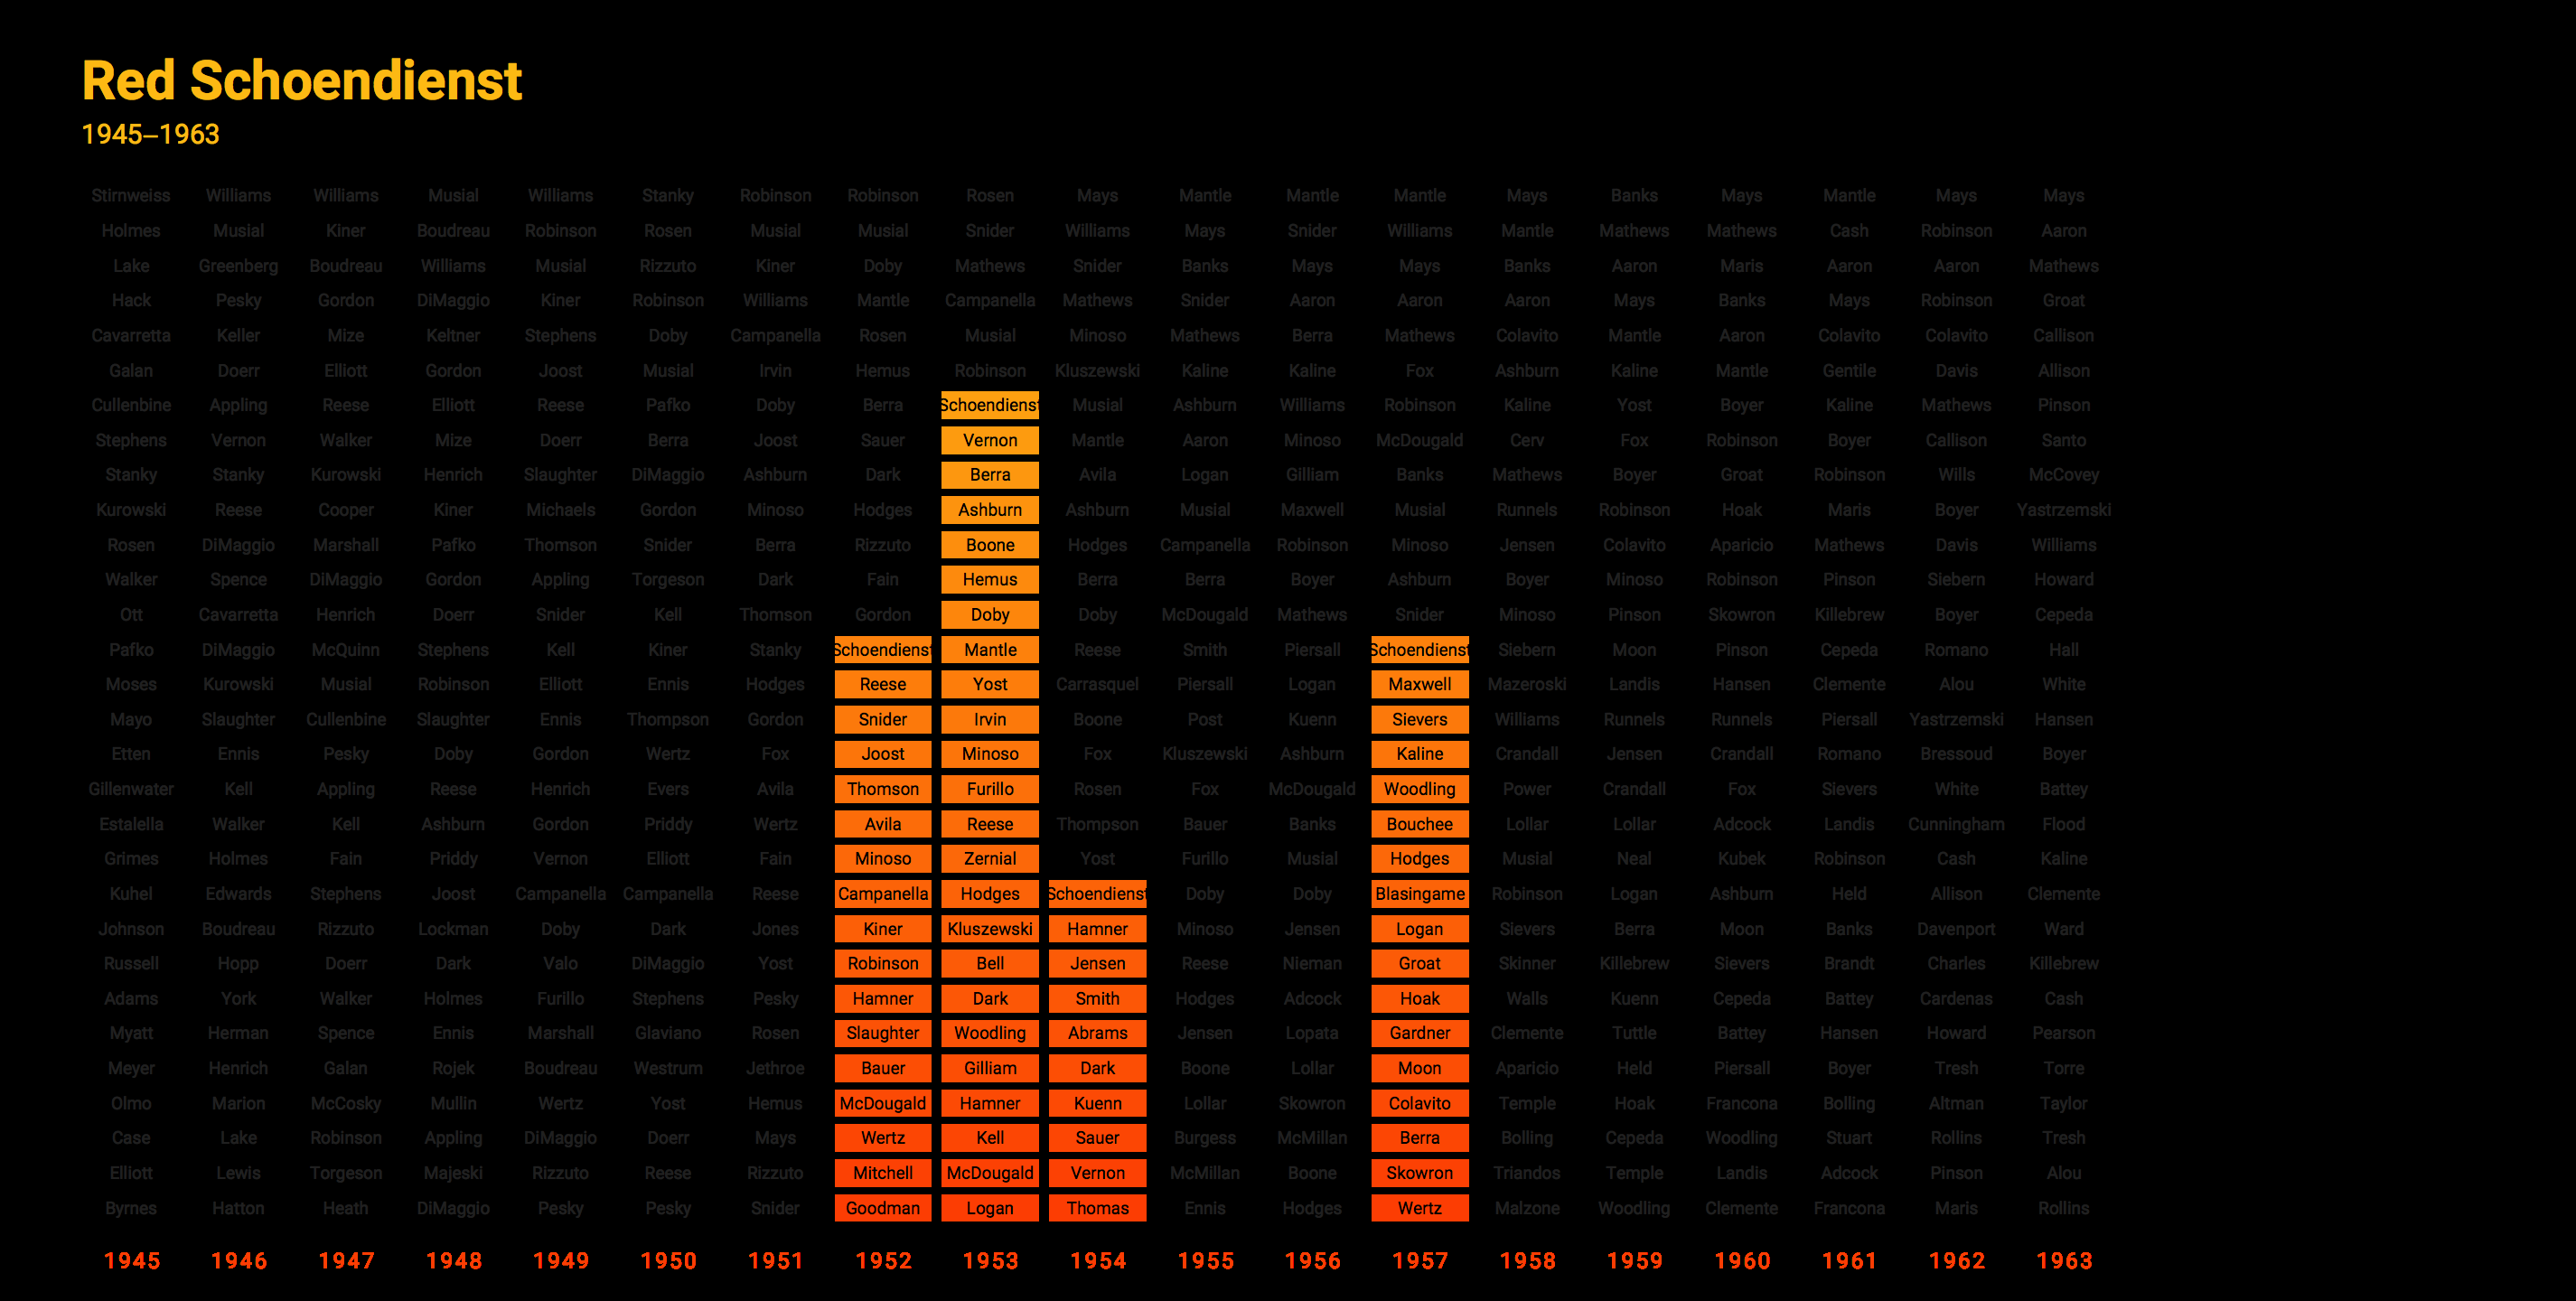 Red Schoendienst
1945–1963
Stirnweiss Williams Williams Musial Williams Stanky Robinson Robinson Rosen Mays Mantle Mantle Mantle Mays Banks Mays Mantle Mays Mays
Holmes Musial Kiner Boudreau Robinson Rosen Musial Musial Snider Williams Mays Snider Williams Mantle Mathews Mathews Cash Robinson Aaron
Lake Greenberg Boudreau Williams Musial Rizzuto Kiner Doby Mathews Snider Banks Mays Mays Banks Aaron Maris Aaron Aaron Mathews
Hack Pesky Gordon DiMaggio Kiner Robinson Williams Mantle Campanella Mathews Snider Aaron Aaron Aaron Mays Banks Mays Robinson Groat
Cavarretta Keller Mize Keltner Stephens Doby Campanella Rosen Musial Minoso Mathews Berra Mathews Colavito Mantle Aaron Colavito Colavito Callison
Galan Doerr Elliott Gordon Joost Musial Irvin Hemus Robinson Kluszewski Kaline Kaline Fox Ashburn Kaline Mantle Gentile Davis Allison
Cullenbine Appling Reese Elliott Reese Pafko Doby Berra Schoendienst Musial Ashburn Williams Robinson Kaline Yost Boyer Kaline Mathews Pinson
Stephens Vernon Walker Mize Doerr Berra Joost Sauer Vernon Mantle Aaron Minoso McDougald Cerv Fox Robinson Boyer Callison Santo
Stanky Stanky Kurowski Henrich Slaughter DiMaggio Ashburn Dark Berra Avila Logan Gilliam Banks Mathews Boyer Groat Robinson Wills McCovey
Kurowski Reese Cooper Kiner Michaels Gordon Minoso Hodges Ashburn Ashburn Musial Maxwell Musial Runnels Robinson Hoak Maris Boyer Yastrzemski
Rosen DiMaggio Marshall Pafko Thomson Snider Berra Rizzuto Boone Hodges Campanella Robinson Minoso Jensen Colavito Aparicio Mathews Davis Williams
Walker Spence DiMaggio Gordon Appling Torgeson Dark Fain Hemus Berra Berra Boyer Ashburn Boyer Minoso Robinson Pinson Siebern Howard
Ott Cavarretta Henrich Doerr Snider Kell Thomson Gordon Doby Doby McDougald Mathews Snider Minoso Pinson Skowron Killebrew Boyer Cepeda
Pafko DiMaggio McQuinn Stephens Kell Kiner Stanky Schoendienst Mantle Reese Smith Piersall Schoendienst Siebern Moon Pinson Cepeda Romano Hall
Moses Kurowski Musial Robinson Elliott Ennis Hodges Reese Yost Carrasquel Piersall Logan Maxwell Mazeroski Landis Hansen Clemente Alou White
Mayo Slaughter Cullenbine Slaughter Ennis Thompson Gordon Snider Irvin Boone Post Kuenn Sievers Williams Runnels Runnels Piersall Yastrzemski Hansen
Etten Ennis Pesky Doby Gordon Wertz Fox Joost Minoso Fox Kluszewski Ashburn Kaline Crandall Jensen Crandall Romano Bressoud Boyer
Gillenwater Kell Appling Reese Henrich Evers Avila Thomson Furillo Rosen Fox McDougald Woodling Power Crandall Fox Sievers White Battey
Estalella Walker Kell Ashburn Gordon Priddy Wertz Avila Reese Thompson Bauer Banks Bouchee Lollar Lollar Adcock Landis Cunningham Flood
Grimes Holmes Fain Priddy Vernon Elliott Fain Minoso Zernial Yost Furillo Musial Hodges Musial Neal Kubek Robinson Cash Kaline
Kuhel Edwards Stephens Joost Campanella Campanella Reese Campanella Hodges Schoendienst Doby Doby Blasingame Robinson Logan Ashburn Held Allison Clemente
Johnson Boudreau Rizzuto Lockman Doby Dark Jones Kiner Kluszewski Hamner Minoso Jensen Logan Sievers Berra Moon Banks Davenport Ward
Russell Hopp Doerr Dark Valo DiMaggio Yost Robinson Bell Jensen Reese Nieman Groat Skinner Killebrew Sievers Brandt Charles Killebrew
Adams York Walker Holmes Furillo Stephens Pesky Hamner Dark Smith Hodges Adcock Hoak Walls Kuenn Cepeda Battey Cardenas Cash
Myatt Herman Spence Ennis Marshall Glaviano Rosen Slaughter Woodling Abrams Jensen Lopata Gardner Clemente Tuttle Battey Hansen Howard Pearson
Meyer Henrich Galan Rojek Boudreau Westrum Jethroe Bauer Gilliam Dark Boone Lollar Moon Aparicio Held Piersall Boyer Tresh Torre
Olmo Marion McCosky Mullin Wertz Yost Hemus McDougald Hamner Kuenn Lollar Skowron Colavito Temple Hoak Francona Bolling Altman Taylor
Case Lake Robinson Appling DiMaggio Doerr Mays Wertz Kell Sauer Burgess McMillan Berra Bolling Cepeda Woodling Stuart Rollins Tresh
Elliott Lewis Torgeson Majeski Rizzuto Reese Rizzuto Mitchell McDougald Vernon McMillan Boone Skowron Triandos Temple Landis Adcock Pinson Alou
Byrnes Hatton Heath DiMaggio Pesky Pesky Snider Goodman Logan Thomas Ennis Hodges Wertz Malzone Woodling Clemente Francona Maris Rollins
1945 1946 1947 1948 1949 1950 1951 1952 1953 1954 1955 1956 1957 1958 1959 1960 1961 1962 1963